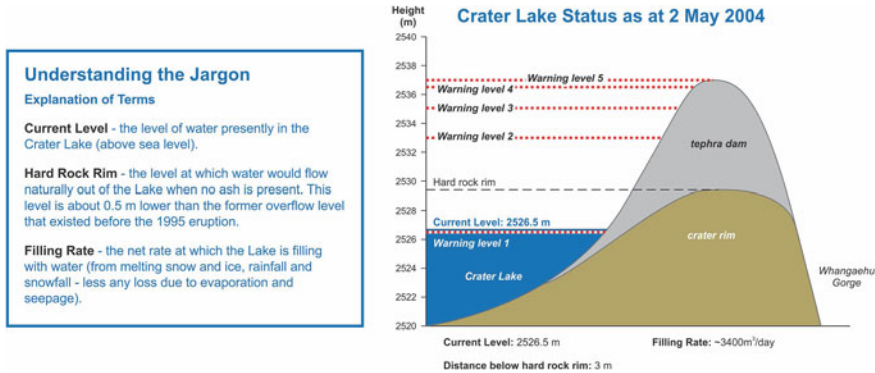 Understanding the Jargon
Explanation of Terms
Current Level - the level of water presently in the
Crater Lake (above sea level).
Hard Rock Rim - the level at which water would flow
naturally out of the Lake when no ash is present. This
level is about 0.5 m lower than the former overflow level
that existed before the 1995 eruption.
Filling Rate - the net rate at which the Lake is filling
with water (from melting snow and ice, rainfall and
snowfall - less any loss due to evaporation and
seepage).
Crater Lake Status as at 2 May 2004
Height
(m)
2540
2538
2536
2535
2533
2530
2528
2526
2524
2522
2520
Warning level 5
Warning level 4
Warning level 3
Warning level 2
tephra dam
Hard rock rim
Current Level: 2526.5 m
Warning level 1
crater rim
Crater Lake
Whangaehu
Gorge
Current Level: 2526.5 m
Filling Rate: ~3400m³/day
Distance below hard rock rim: 3 m